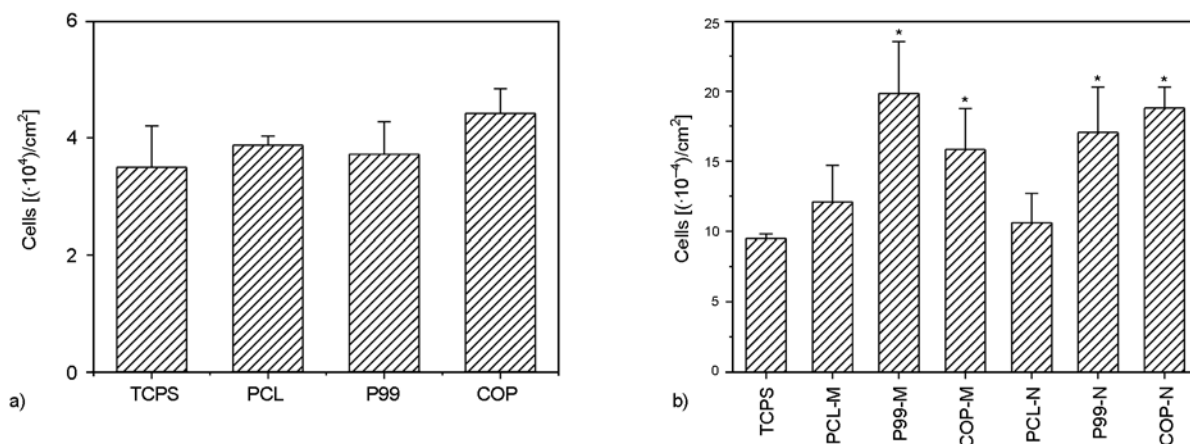 6
4
2
0
Cells [(·10⁴)/cm²]
TCPS PCL P99 COP
a)
25
20
15
10
5
0
Cells [(·10⁻⁴)/cm²]
* * * *
TCPS PCL-M P99-M COP-M PCL-N P99-N COP-N
b)